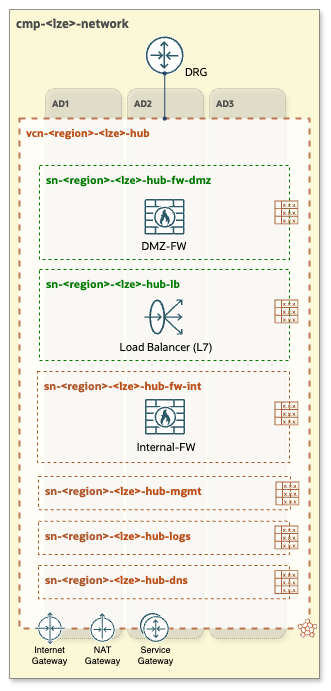 cmp-<lze>-network
DRG
AD1
AD2
AD3
vcn-<region>-<lze>-hub
sn-<region>-<lze>-hub-fw-dmz
DMZ-FW
sn-<region>-<lze>-hub-lb
Load Balancer (L7)
sn-<region>-<lze>-hub-fw-int
Internal-FW
sn-<region>-<lze>-hub-mgmt
sn-<region>-<lze>-hub-logs
sn-<region>-<lze>-hub-dns
Internet
Gateway
NAT
Gateway
Service
Gateway